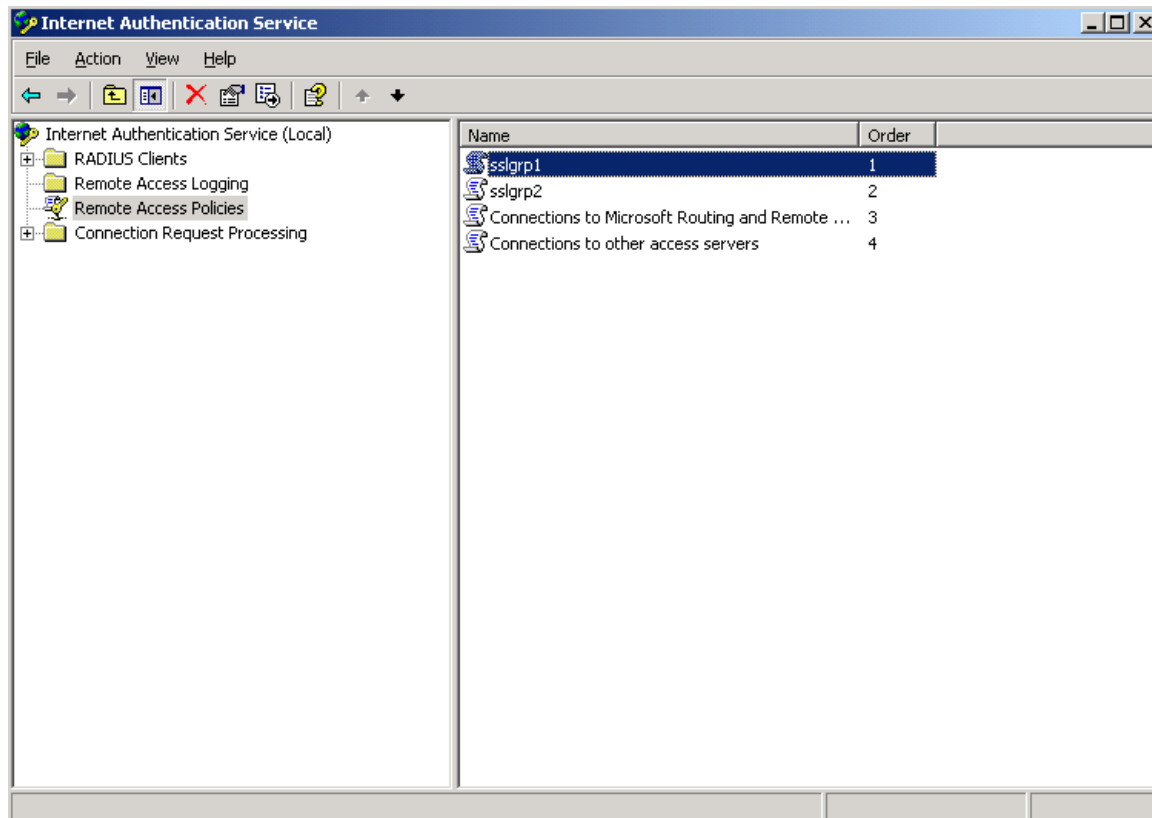 Internet Authentication Service
File Action View Help
Internet Authentication Service (Local)
RADIUS Clients
Remote Access Logging
Remote Access Policies
Connection Request Processing
Name Order
sslgrp1 1
sslgrp2 2
Connections to Microsoft Routing and Remote ... 3
Connections to other access servers 4